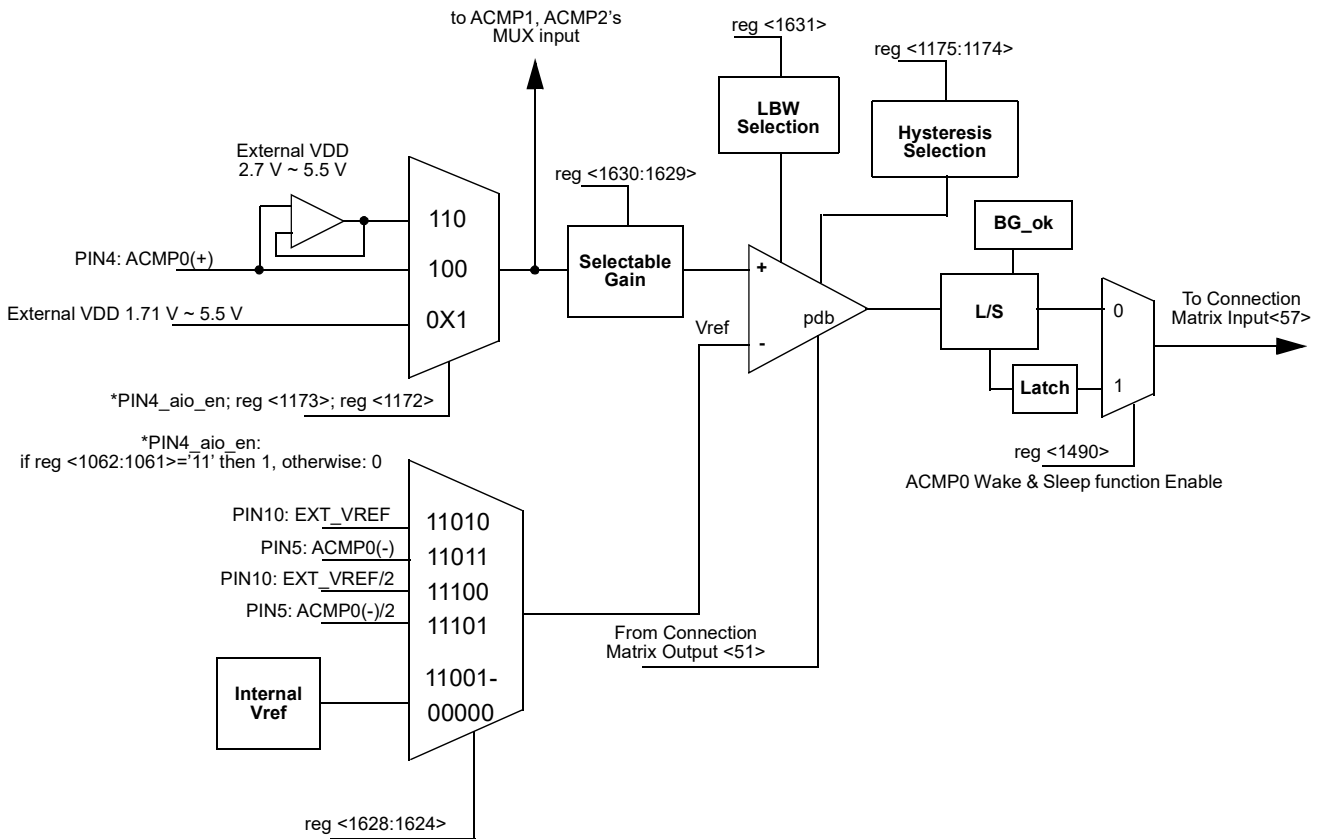 to ACMP1, ACMP2’s
MUX input
reg <1631>
reg <1175:1174>
LBW
Selection
Hysteresis
Selection
External VDD
2.7 V ~ 5.5 V
reg <1630:1629>
110
BG_ok
PIN4: ACMP0(+)
100
Selectable
Gain
+
L/S
0
To Connection
Matrix Input<57>
External VDD 1.71 V ~ 5.5 V
0X1
Vref
pdb
-
Latch
1
*PIN4_aio_en; reg <1173>; reg <1172>
*PIN4_aio_en:
if reg <1062:1061>=‘11’ then 1, otherwise: 0
reg <1490>
ACMP0 Wake & Sleep function Enable
PIN10: EXT_VREF
11010
PIN5: ACMP0(-)
11011
PIN10: EXT_VREF/2
11100
PIN5: ACMP0(-)/2
11101
From Connection
Matrix Output <51>
Internal
Vref
11001-
00000
reg <1628:1624>